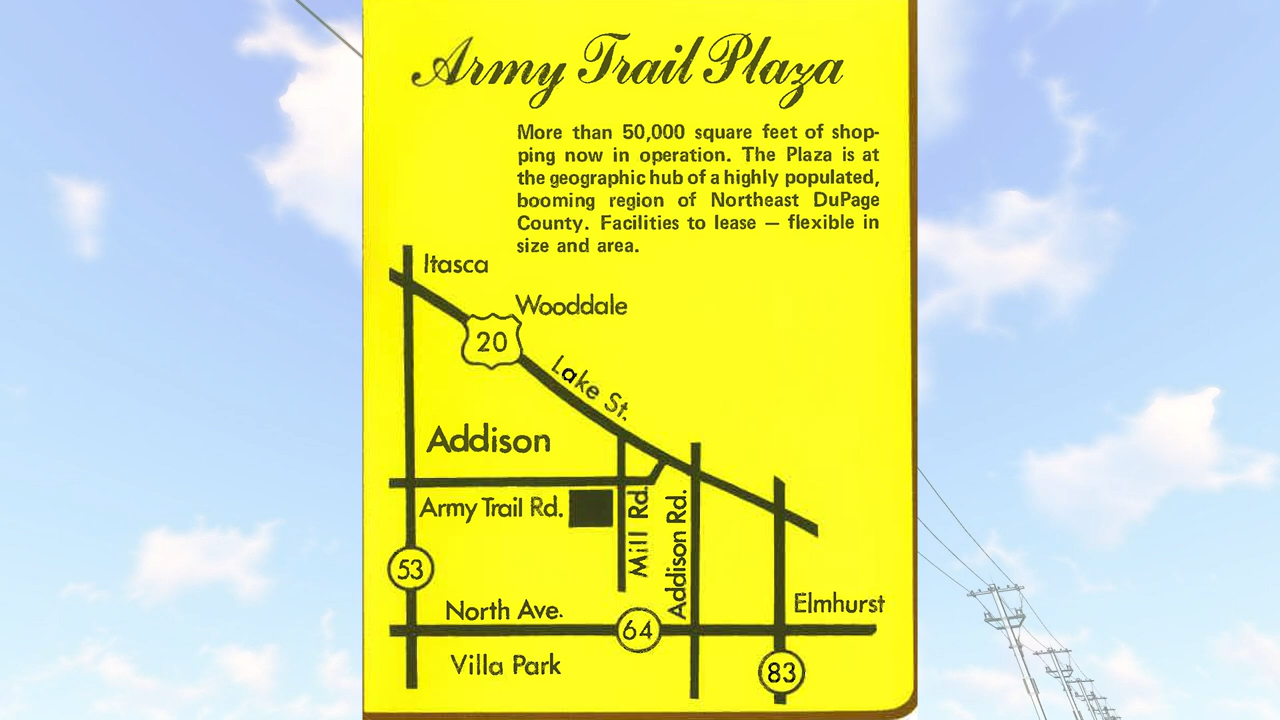 Army Trail Plaza
More than 50,000 square feet of shop-
ping now in operation. The Plaza is at
the geographic hub of a highly populated,
booming region of Northeast DuPage
County. Facilities to lease — flexible in
size and area.
Itasca
Wooddale
20
Lake St.
Addison
Army Trail Rd.
Mill Rd.
Addison Rd.
53
North Ave.
64
Elmhurst
Villa Park
83